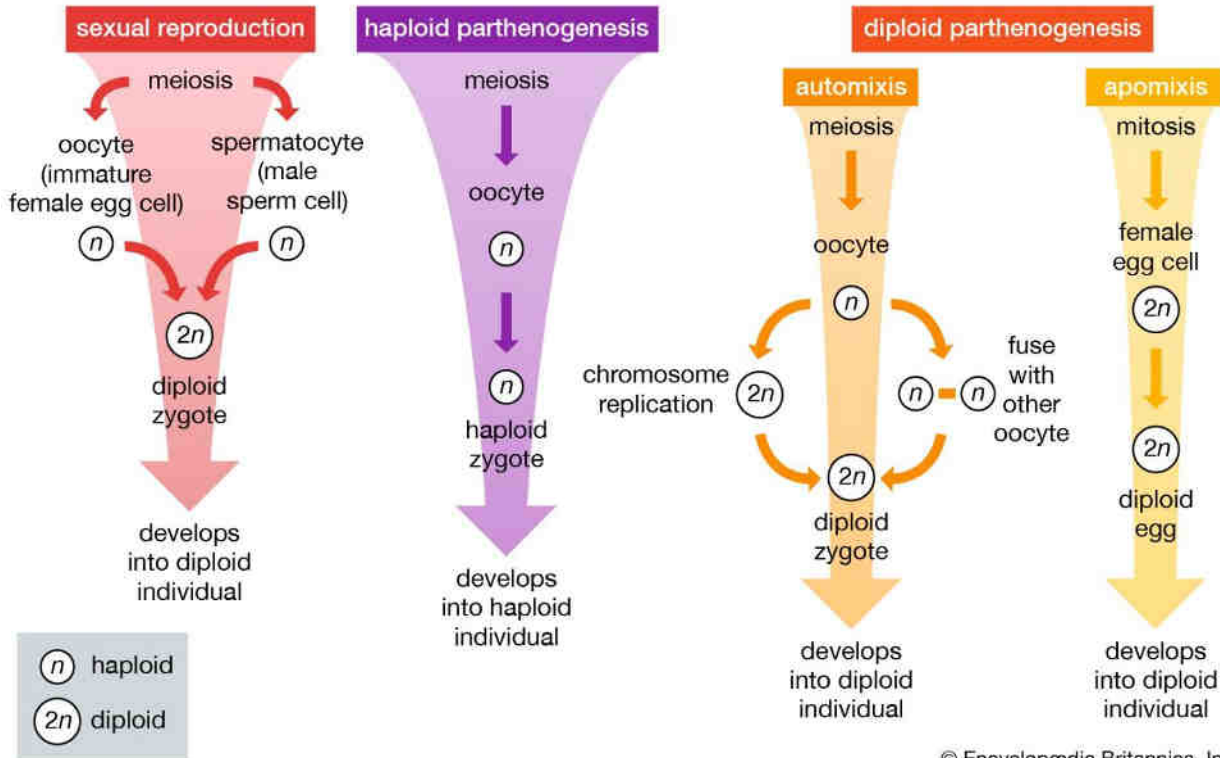 sexual reproduction
meiosis
oocyte
(immature
female egg cell)
n
spermatocyte
(male
sperm cell)
n
2n
diploid
zygote
develops
into diploid
individual
haploid parthenogenesis
meiosis
oocyte
n
n
haploid
zygote
develops
into haploid
individual
diploid parthenogenesis
automixis
meiosis
oocyte
n
chromosome
replication
2n
n
n
fuse
with
other
oocyte
2n
diploid
zygote
develops
into diploid
individual
apomixis
mitosis
female
egg cell
2n
2n
diploid
egg
develops
into diploid
individual
n haploid
2n diploid